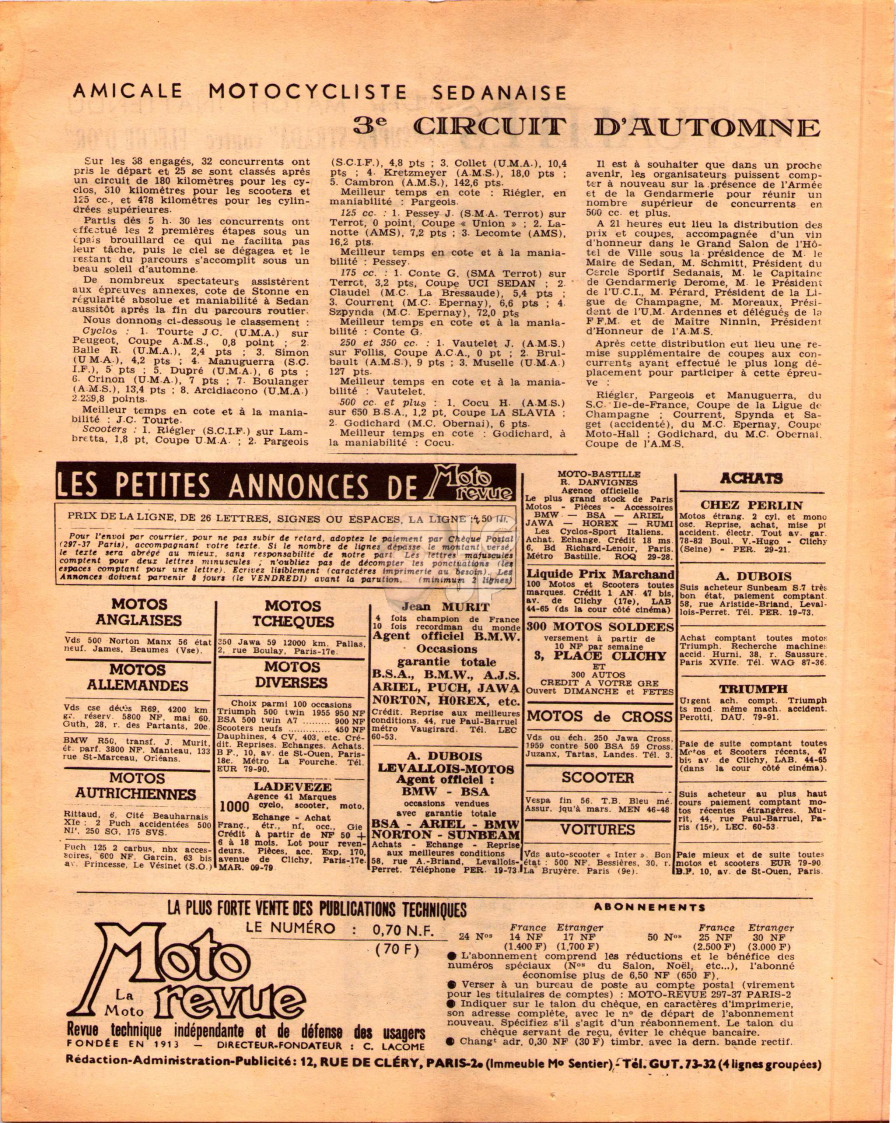 AMICALE MOTOCYCLISTE SEDANAISE
3e CIRCUIT D'AUTOMNE
Sur les 38 engagés, 32 concurrents ont
pris le départ et 25 se sont classés après
un circuit de 180 kilomètres pour les cy-
clos, 310 kilomètres pour les scooters et
125 cc., et 478 kilomètres pour les cylin-
drées supérieures.
Partis dès 5 h. 30 les concurrents ont
effectué les 2 premières étapes sous un
épais brouillard ce qui ne facilita pas
leur tâche, puis le ciel se dégagea et le
restant du parcours s'accomplit sous un
beau soleil d'automne.
De nombreux spectateurs assistèrent
aux épreuves annexes, cote de Stonne en
régularité absolue et maniabilité à Sedan
aussitôt après la fin du parcours routier.
Nous donnons ci-dessous le classement :
Cyclos : 1. Tourte J.C. (U.M.A.) sur
Peugeot, Coupe A.M.S., 0,8 point ; 2.
Balle R. (U.M.A.), 2,4 pts ; 3. Simon
(U.M.A.), 4,2 pts ; 4. Manuguerra (S.C.
I.F.), 5 pts ; 5. Dupré (U.M.A.), 6 pts ;
6. Crinon (U.M.A.), 7 pts ; 7. Boulanger
(A.M.S.), 13,4 pts ; 8. Arcidiacono (U.M.A.)
2.239,8 points.
Meilleur temps en cote et à la mania-
bilité : J.C. Tourte.
Scooters : 1. Riégler (S.C.I.F.) sur Lam-
bretta, 1,8 pt, Coupe U.M.A. ; 2. Pargeois
(S.C.I.F.), 4,8 pts ; 3. Collet (U.M.A.), 10,4
pts ; 4. Kretzmeyer (A.M.S.), 18,0 pts ;
5. Cambron (A.M.S.), 142,6 pts.
Meilleur temps en cote : Riégler, en
maniabilité : Pargeois.
125 cc. : 1. Pessey J. (S.M.A. Terrot) sur
Terrot, 0 point, Coupe « Union » ; 2. La-
notte (AMS), 7,2 pts ; 3. Lecomte (AMS),
16,2 pts.
Meilleur temps en cote et à la mania-
bilité : Pessey.
175 cc. : 1. Conte G. (SMA Terrot) sur
Terrot, 3,2 pts, Coupe UCI SEDAN ; 2.
Claudel (M.C. La Bressaude), 5,4 pts ;
3. Courrent (M.C. Epernay), 6,6 pts ; 4.
Szpynda (M.C. Epernay), 72,0 pts
Meilleur temps en cote et à la mania-
bilité : Conte G.
250 et 350 cc. : 1. Vautelet J. (A.M.S.)
sur Follis, Coupe A.C.A., 0 pt ; 2. Brul-
bault (A.M.S.), 9 pts ; 3. Muselle (U.M.A.)
127 pts.
Meilleur temps en cote et à la mania-
bilité : Vautelet.
500 cc. et plus : 1. Cocu H. (A.M.S.)
sur 650 B.S.A., 1,2 pt, Coupe LA SLAVIA ;
2. Godichard (M.C. Obernai), 6 pts.
Meilleur temps en cote : Godichard, à
la maniabilité : Cocu.
Il est à souhaiter que dans un proche
avenir, les organisateurs puissent comp-
ter à nouveau sur la présence de l'Armée
et de la Gendarmerie pour réunir un
nombre supérieur de concurrents en
500 cc. et plus.
A 21 heures eut lieu la distribution des
prix et coupes, accompagnée d'un vin
d'honneur dans le Grand Salon de l'Hô-
tel de Ville sous la présidence de M. le
Maire de Sedan, M. Schmitt, Président du
Cercle Sportif Sedanais, M. le Capitaine
de Gendarmerie Derome, M. le Président
de l'U.C.I., M. Pérard, Président de la Li-
gue de Champagne, M. Moreaux, Prési-
dent de l'U.M. Ardennes et délégués de la
F.F.M. et de Maître Ninnin, Président
d'Honneur de l'A.M.S.
Après cette distribution eut lieu une re-
mise supplémentaire de coupes aux con-
currents ayant effectué le plus long dé-
placement pour participer à cette épreu-
ve :
Riégler, Pargeois et Manuguerra, du
S.C. Ile-de-France, Coupe de la Ligue de
Champagne ; Courrent, Spynda et Sa-
get (accidenté), du M.C. Epernay, Coupe
Moto-Hall ; Godichard, du M.C. Obernai,
Coupe de l'A.M.S.
LES PETITES ANNONCES DE Moto revue
PRIX DE LA LIGNE, DE 26 LETTRES, SIGNES OU ESPACES, LA LIGNE
Pour l'envoi par courrier, pour ne pas subir de retard, adoptez le paiement par Chèque Postal
(297-37 Paris), accompagnant votre texte. Si le nombre de lignes dépasse le montant versé,
le texte sera abrégé au mieux, sans responsabilité de notre part. Les lettres majuscules
comptent pour deux lettres minuscules ; n'oubliez pas de décompter les ponctuations (les
espaces comptant pour une lettre). Ecrivez lisiblement (caractères imprimerie au besoin). Les
Annonces doivent parvenir 8 jours (le VENDREDI) avant la parution. (minimum 2 lignes)
MOTOS
ANGLAISES
Vds 500 Norton Manx 56 état
neuf. James, Beaumes (Vse).
MOTOS
ALLEMANDES
Vds cse décès R69, 4200 km
gr. réserv. 5800 NF, mai 60,
Guth, 28, r. des Partants, 20e.
BMW R50, transf. J. Murit,
ét. parf. 3800 NF. Manteau, 133
rue St-Marceau, Orléans.
MOTOS
AUTRICHIENNES
Rittaud, 6, Cité Beauharnais
XIe : 2 Puch accidentées 500
NF, 250 SG, 175 SVS.
Puch 125 2 carbus, nbx acces-
soires, 600 NF. Garcin, 63 bis
av. Princesse, Le Vésinet (S.O.)
MOTOS
TCHEQUES
250 Jawa 59 12000 km. Pallas,
2, rue Boulay, Paris-17e.
MOTOS
DIVERSES
Choix parmi 100 occasions
Triumph 500 twin 1955 950 NF
BSA 500 twin A7 ........ 900 NF
Scooters neufs .......... 450 NF
Dauphines, 4 CV, 403, etc. Cré-
dit. Reprises. Echanges. Achats.
B.F., 10, av. de St-Ouen, Paris-
18e. Métro La Fourche. Tél.
EUR 79-90.
LADEVEZE
Agence 41 Marques
1000 cyclo, scooter, moto.
Echange - Achat
Franç., étr., nf, occ., Gie
Crédit à partir de NF 50 +
6 à 18 mois. Lot pour reven-
deurs. Pièces, acc. Exp. 170,
avenue de Clichy, Paris-17e.
MAR. 09-79
Jean MURIT
4 fois champion de France
10 fois recordman du monde
Agent officiel B.M.W.
Occasions
garantie totale
B.S.A., B.M.W., A.J.S.
ARIEL, PUCH, JAWA
NORTON, HOREX, etc.
Crédit. Reprise aux meilleures
conditions. 44, rue Paul-Barruel
métro Vaugirard. Tél. LEC
60-53.
A. DUBOIS
LEVALLOIS-MOTOS
Agent officiel :
BMW - BSA
occasions vendues
avec garantie totale
BSA - ARIEL - BMW
NORTON - SUNBEAM
Achats - Echange - Reprise
aux meilleures conditions
58, rue A.-Briand, Levallois-
Perret. Téléphone PER. 19-73
MOTO-BASTILLE
R. DANVIGNES
Agence officielle
Le plus grand stock de Paris
Motos - Pièces - Accessoires
BMW — BSA — ARIEL
JAWA — HOREX — RUMI
Les Cyclos-Sport Italiens.
Achat. Echange. Crédit 18 ms
6, Bd Richard-Lenoir, Paris.
Métro Bastille. ROQ 29-28.
Liquide Prix Marchand
100 Motos et Scooters toutes
marques. Crédit 1 AN 47 bis,
av. de Clichy (17e), LAB
44-65 (ds la cour côté cinéma)
300 MOTOS SOLDEES
versement à partir de
10 NF par semaine
3, PLACE CLICHY
ET
300 AUTOS
CREDIT A VOTRE GRE
Ouvert DIMANCHE et FETES
MOTOS de CROSS
Vds ou éch. 250 Jawa Cross.
1959 contre 500 BSA 59 Cross.
Juzanx, Tartas, Landes. Tél. 3.
SCOOTER
Vespa fin 56. T.B. Bleu mé.
Assur. jqu'à mars. MEN 46-48
VOITURES
Vds auto-scooter « Inter ». Bon
état : 500 NF. Bessières, 30, r.
La Bruyère. Paris (9e).
ACHATS
CHEZ PERLIN
Motos étrang. 2 cyl. et mono
osc. Reprise, achat, mise pl
accident. électr. Tout av. gar.
78-82 Boul. V.-Hugo - Clichy
(Seine) - PER. 29-21.
A. DUBOIS
Suis acheteur Sunbeam S.7 très
bon état, paiement comptant
58, rue Aristide-Briand, Leval-
lois-Perret. Tél. PER. 19-73.
Achat comptant toutes motos
Triumph. Recherche machines
accid. Hurni, 38, r. Saussure.
Paris XVIIe. Tél. WAG 87-36.
TRIUMPH
Urgent ach. compt. Triumph
ts mod. même mach. accident.
Perotti, DAU. 79-91.
Paie de suite comptant toutes
Motos et Scooters récents, 47
bis av. de Clichy, LAB. 44-65
(dans la cour côté cinéma).
Suis acheteur au plus haut
cours paiement comptant mo-
tos récentes étrangères. Mu-
rit, 44, rue Paul-Barruel, Pa-
ris (15e), LEC. 60-53.
Paie mieux et de suite toutes
motos et scooters EUR 79-90
B.F. 10, av. de St-Ouen, Paris.
LA PLUS FORTE VENTE DES PUBLICATIONS TECHNIQUES
LE NUMÉRO : 0,70 N.F.
(70 F)
La Moto
Moto revue
Revue technique indépendante et de défense des usagers
FONDÉE EN 1913 — DIRECTEUR-FONDATEUR : C. LACOME
ABONNEMENTS
France Etranger France Etranger
24 Nos 14 NF 17 NF 50 Nos 25 NF 30 NF
(1.400 F) (1.700 F) (2.500 F) (3.000 F)
● L'abonnement comprend les réductions et le bénéfice des
numéros spéciaux (Nos du Salon, Noël, etc...), l'abonné
économise plus de 6,50 NF (650 F).
● Verser à un bureau de poste au compte postal (virement
pour les titulaires de comptes) : MOTO-REVUE 297-37 PARIS-2
● Indiquer sur le talon du chèque, en caractères d'imprimerie,
son adresse complète, avec le n° de départ de l'abonnement
nouveau. Spécifiez s'il s'agit d'un réabonnement. Le talon du
chèque servant de reçu, éviter le chèque bancaire.
● Changt adr. 0,30 NF (30 F) timbr. avec la dern. bande rectif.
Rédaction-Administration-Publicité : 12, RUE DE CLÉRY, PARIS-2e (Immeuble Mo Sentier) - Tél. GUT. 73-32 (4 lignes groupées)